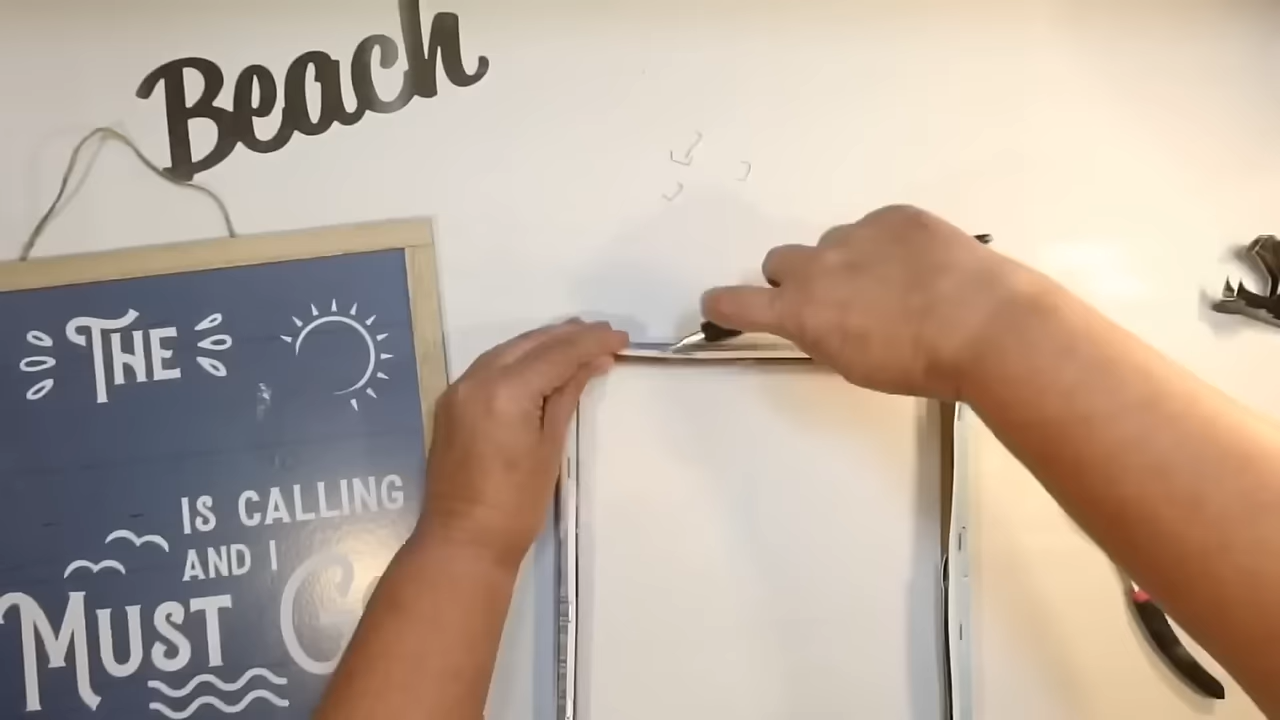 Beach
THE
IS CALLING
AND I
MUST